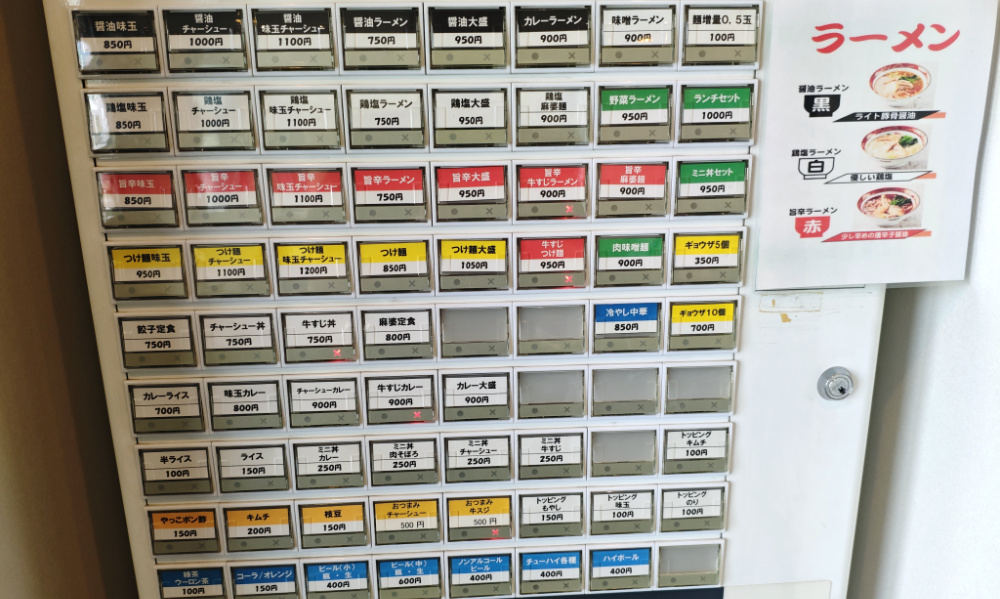 醤油味玉
850円
醤油
チャーシュー
1000円
醤油
味玉チャーシュー
1100円
醤油ラーメン
750円
醤油大盛
950円
カレーラーメン
900円
味噌ラーメン
900円
麺増量0.5玉
100円
鶏塩味玉
850円
鶏塩
チャーシュー
1000円
鶏塩
味玉チャーシュー
1100円
鶏塩ラーメン
750円
鶏塩大盛
950円
鶏塩
麻婆麺
900円
野菜ラーメン
950円
ランチセット
1000円
旨辛味玉
850円
旨辛
チャーシュー
1000円
旨辛
味玉チャーシュー
1100円
旨辛ラーメン
750円
旨辛大盛
950円
旨辛
牛すじラーメン
900円
旨辛
麻婆麺
900円
ミニ丼セット
950円
つけ麺味玉
950円
つけ麺
チャーシュー
1100円
つけ麺
味玉チャーシュー
1200円
つけ麺
850円
つけ麺大盛
1050円
牛すじ
つけ麺
950円
肉味噌麺
900円
ギョウザ5個
350円
餃子定食
750円
チャーシュー丼
750円
牛すじ丼
750円
麻婆定食
800円
冷やし中華
850円
ギョウザ10個
700円
カレーライス
700円
味玉カレー
800円
チャーシューカレー
900円
牛すじカレー
900円
カレー大盛
900円
半ライス
100円
ライス
150円
ミニ丼
カレー
250円
ミニ丼
肉そぼろ
250円
ミニ丼
チャーシュー
250円
ミニ丼
牛すじ
250円
トッピング
キムチ
100円
やっこポン酢
150円
キムチ
200円
枝豆
150円
おつまみ
チャーシュー
500円
おつまみ
牛スジ
500円
トッピング
もやし
150円
トッピング
味玉
100円
トッピング
のり
100円
緑茶
ウーロン茶
100円
コーラ/オレンジ
150円
ビール(小)
瓶・生
400円
ビール(中)
瓶・生
600円
ノンアルコール
ビール
400円
チューハイ各種
400円
ハイボール
400円
ラーメン
醤油ラーメン
黒
ライト豚骨醤油
鶏塩ラーメン
白
優しい鶏塩
旨辛ラーメン
赤